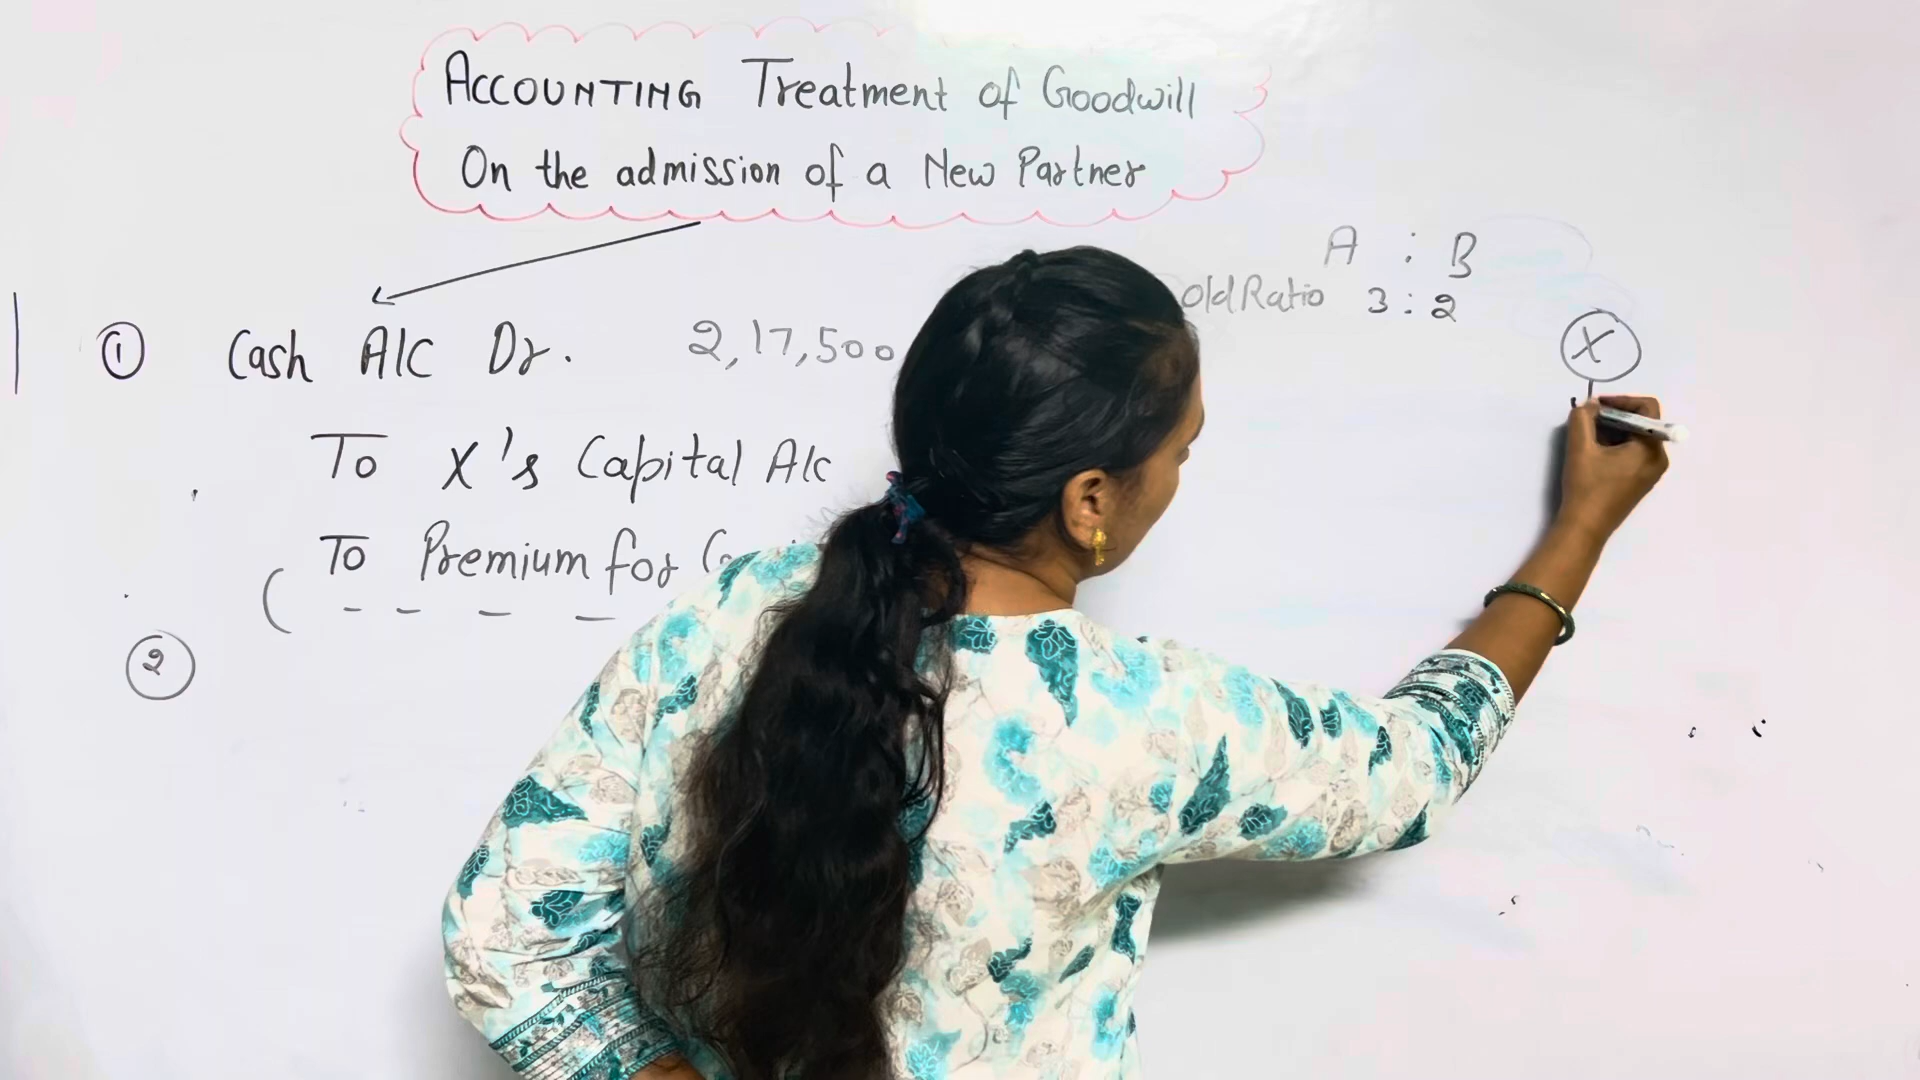 ACCOUNTING Treatment of Goodwill
On the admission of a New Partner
A : B
Old Ratio 3 : 2
X
① Cash A/c Dr. 2,17,500
To X's Capital A/c
To Premium for
②